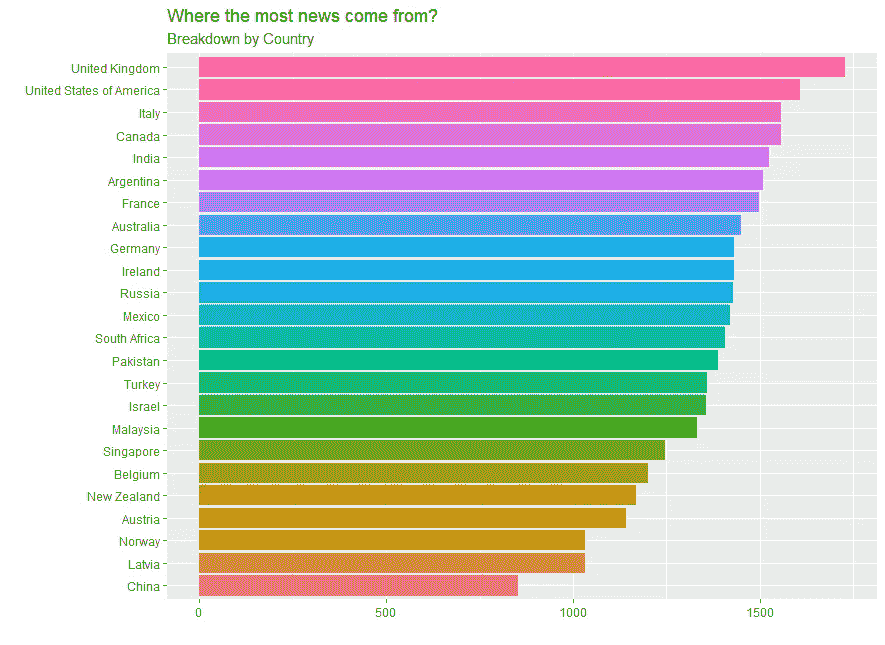 Where the most news come from?
Breakdown by Country
United Kingdom
United States of America
Italy
Canada
India
Argentina
France
Australia
Germany
Ireland
Russia
Mexico
South Africa
Pakistan
Turkey
Israel
Malaysia
Singapore
Belgium
New Zealand
Austria
Norway
Latvia
China
0 500 1000 1500